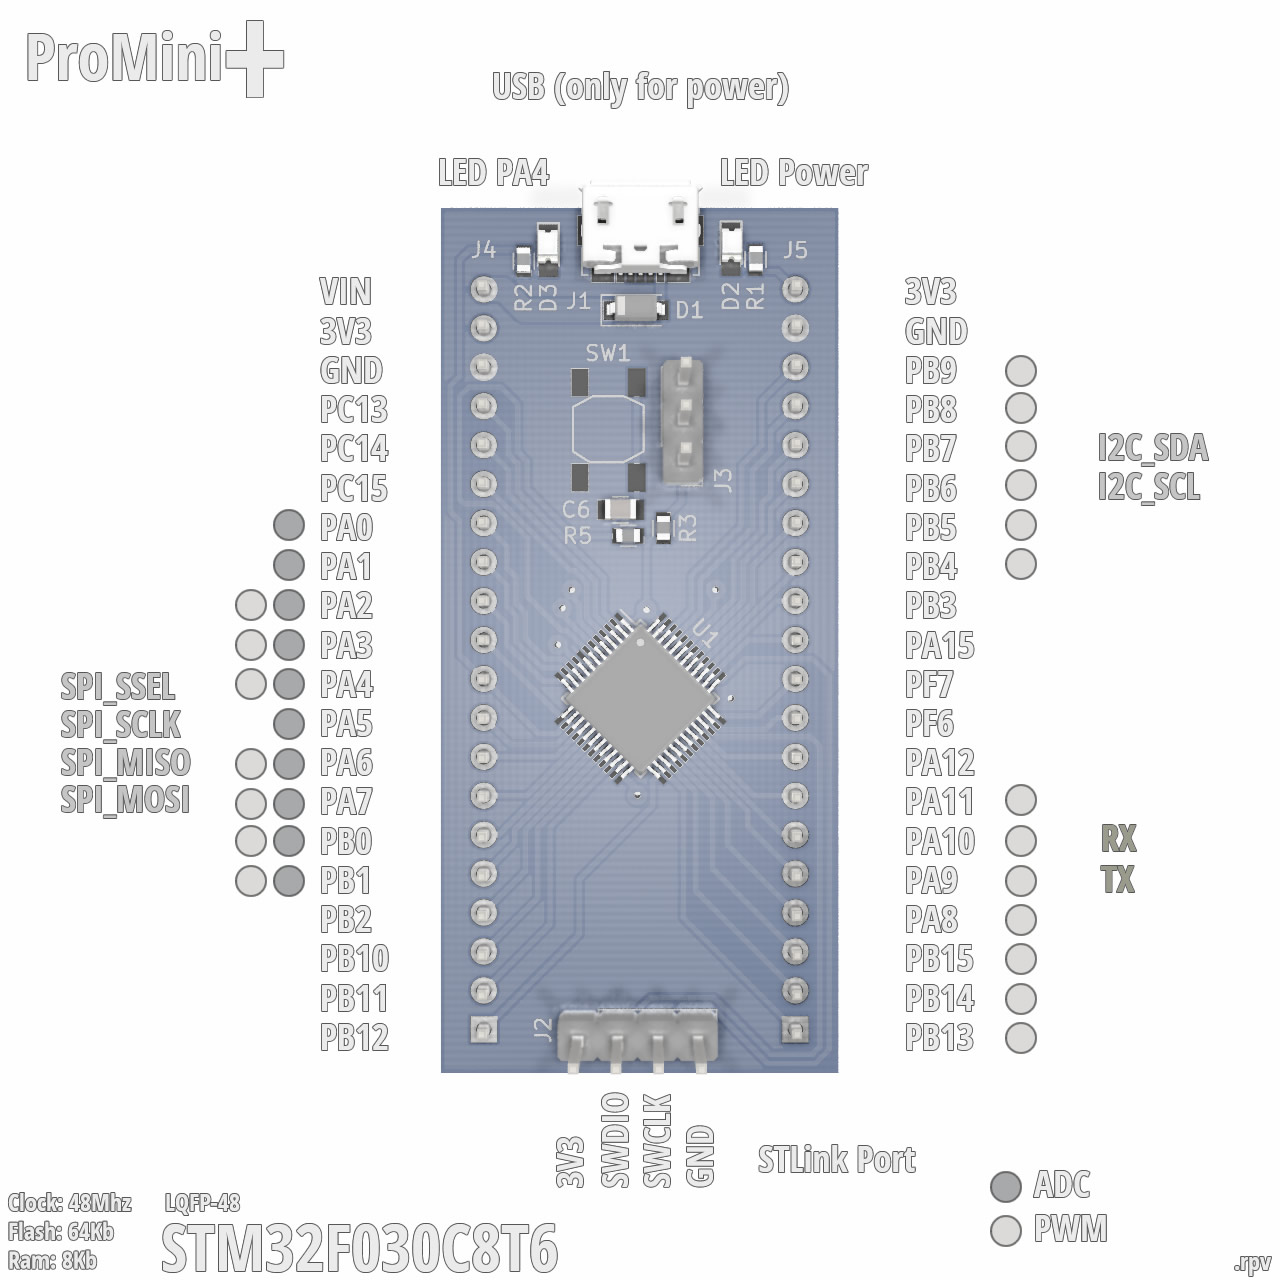 ProMini+
USB (only for power)
LED PA4
LED Power
J4
J5
R2
D3
J1
D1
D2
R1
SW1
J3
C6
R5
R3
U1
J2
VIN
3V3
GND
PC13
PC14
PC15
PA0
PA1
PA2
PA3
SPI_SSEL PA4
SPI_SCLK PA5
SPI_MISO PA6
SPI_MOSI PA7
PB0
PB1
PB2
PB10
PB11
PB12
3V3
GND
PB9
PB8
PB7 I2C_SDA
PB6 I2C_SCL
PB5
PB4
PB3
PA15
PF7
PF6
PA12
PA11
PA10 RX
PA9 TX
PA8
PB15
PB14
PB13
3V3
SWDIO
SWCLK
GND
STLink Port
ADC
PWM
Clock: 48Mhz
Flash: 64Kb
Ram: 8Kb
LQFP-48
STM32F030C8T6
.rpv